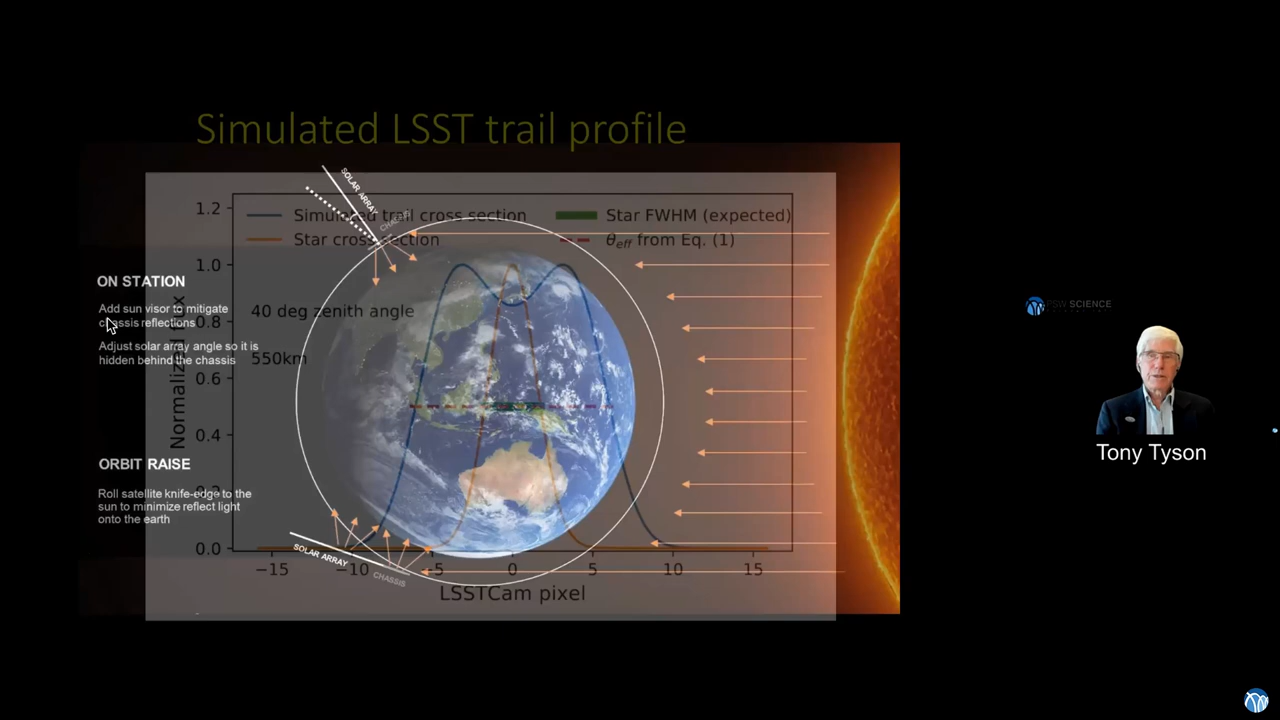 Simulated LSST trail profile
SOLAR ARRAY
CHASSIS
1.2
Simulated trail cross section
Star FWHM (expected)
Star cross section
θeff from Eq. (1)
1.0
ON STATION
Add sun visor to mitigate
chassis reflections
Adjust solar array angle so it is
hidden behind the chassis
40 deg zenith angle
550km
Normalized flux
0.8
0.6
0.4
0.2
0.0
ORBIT RAISE
Roll satellite knife-edge to the
sun to minimize reflect light
onto the earth
SOLAR ARRAY
CHASSIS
−15 −10 −5 0 5 10 15
LSSTCam pixel
PSW SCIENCE
Tony Tyson